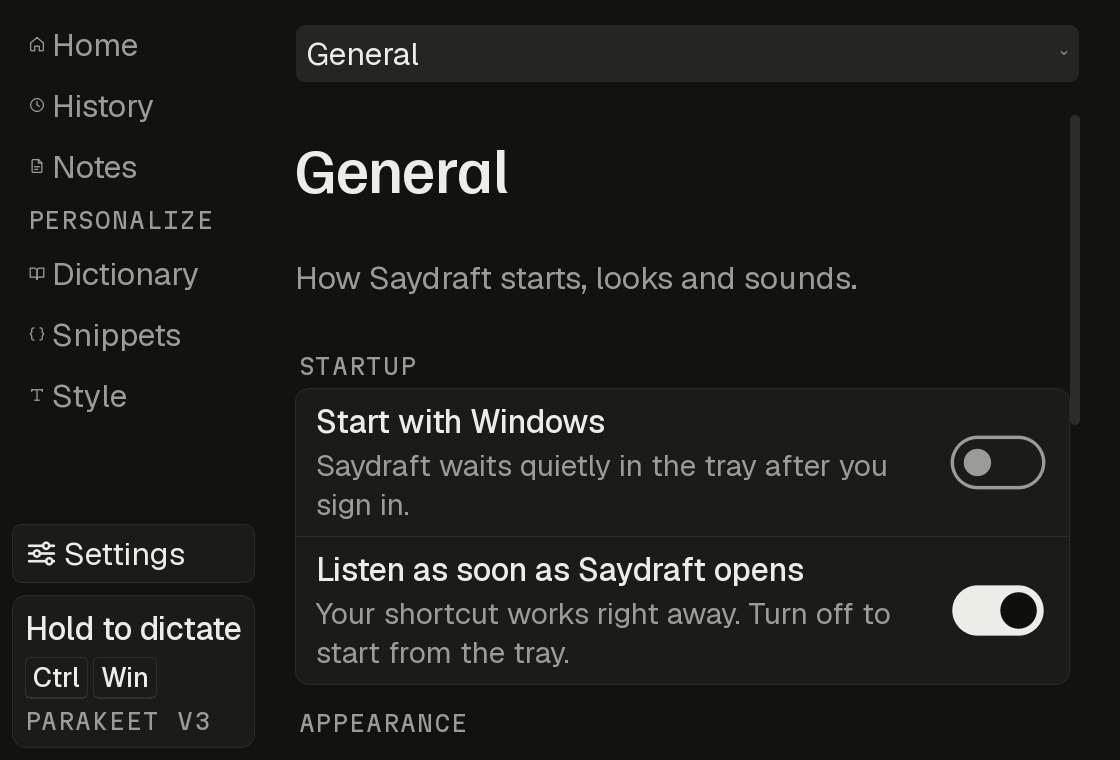 Home
History
Notes
PERSONALIZE
Dictionary
Snippets
Style
Settings
Hold to dictate
Ctrl Win
PARAKEET V3
General
General
How Saydraft starts, looks and sounds.
STARTUP
Start with Windows
Saydraft waits quietly in the tray after you
sign in.
Listen as soon as Saydraft opens
Your shortcut works right away. Turn off to
start from the tray.
APPEARANCE